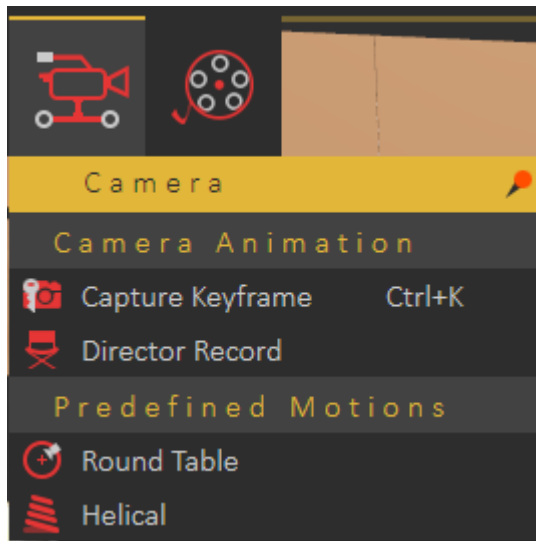 Camera
Camera Animation
Capture Keyframe Ctrl+K
Director Record
Predefined Motions
Round Table
Helical